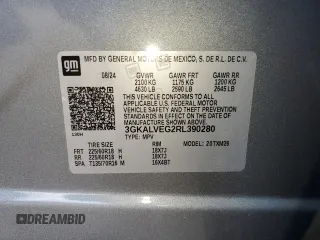 gm
MFD BY GENERAL MOTORS DE MEXICO, S. DE R.L. DE C.V.
08/24 GVWR GAWR FRT GAWR RR
2100 KG 1175 KG 1200 KG
4630 LB 2590 LB 2645 LB
THIS VEHICLE CONFORMS TO ALL APPLICABLE
U.S. FEDERAL MOTOR VEHICLE SAFETY,
BUMPER, AND THEFT PREVENTION STANDARDS
IN EFFECT ON THE DATE OF MANUFACTURE
SHOWN ABOVE.
3GKALVEG2RL390280
TYPE: MPV
TIRE SIZE RIM MODEL: 20TXM26
FRT 225/60R18 H 18X7J
RR 225/60R18 H 18X7J
SPA T135/70R16 M 16X4BT
DREAMBID